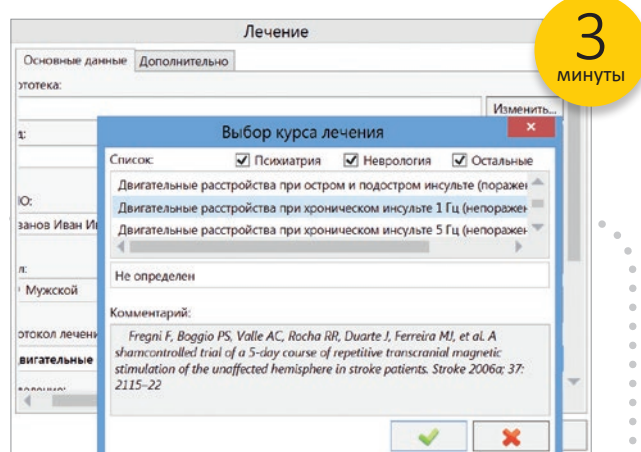 Лечение
3
минуты
Основные данные Дополнительно
отека:
Изменить...
Выбор курса лечения
Список: Психиатрия Неврология Остальные
Двигательные расстройства при остром и подостром инсульте (поражен
Двигательные расстройства при хроническом инсульте 1 Гц (непоражен
Двигательные расстройства при хроническом инсульте 5 Гц (непоражен
Не определен
ИО:
ванов Иван И
л:
Мужской
Комментарий:
Fregni F, Boggio PS, Valle AC, Rocha RR, Duarte J, Ferreira MJ, et al. A
shamcontrolled trial of a 5-day course of repetitive transcranial magnetic
stimulation of the unaffected hemisphere in stroke patients. Stroke 2006a; 37:
2115–22
отокол лечени
вигательные